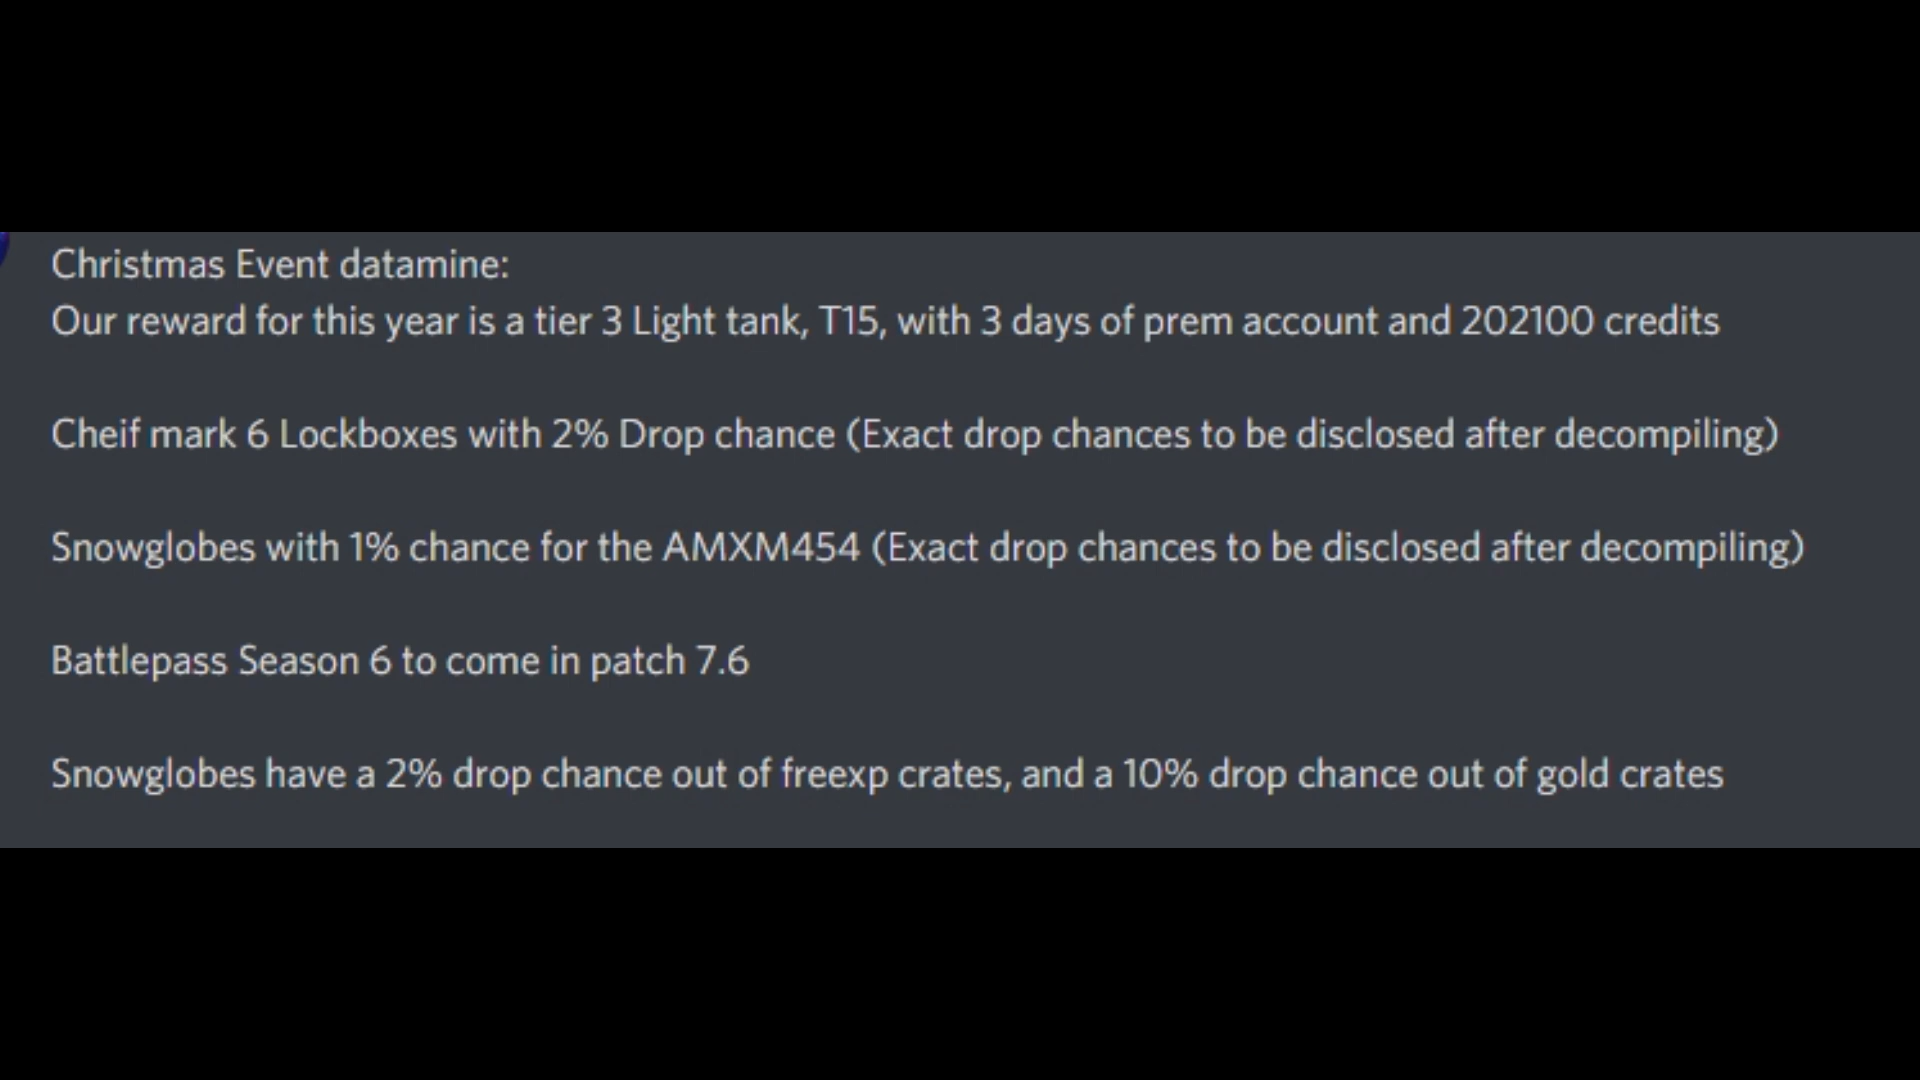 Christmas Event datamine:
Our reward for this year is a tier 3 Light tank, T15, with 3 days of prem account and 202100 credits
Cheif mark 6 Lockboxes with 2% Drop chance (Exact drop chances to be disclosed after decompiling)
Snowglobes with 1% chance for the AMXM454 (Exact drop chances to be disclosed after decompiling)
Battlepass Season 6 to come in patch 7.6
Snowglobes have a 2% drop chance out of freexp crates, and a 10% drop chance out of gold crates